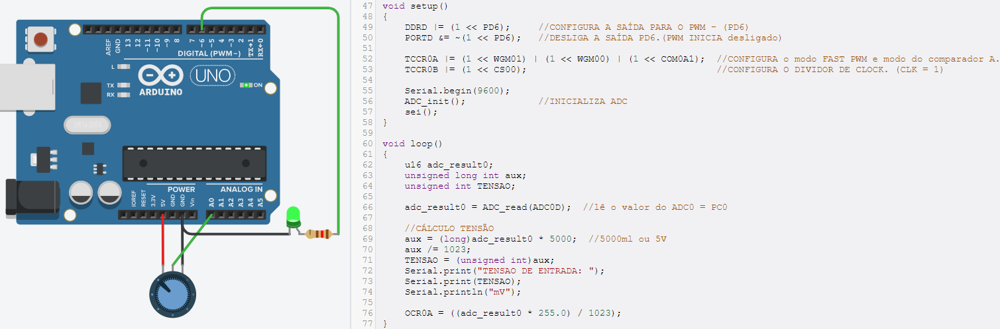 AREF
GND
13
12
~11
~10
~9
8
7
~6
~5
4
~3
2
TX→1
RX←0
DIGITAL (PWM~)
L
TX
RX
ARDUINO
UNO
ON
POWER
ANALOG IN
IOREF
RESET
3.3V
5V
GND
GND
Vin
A0
A1
A2
A3
A4
A5
47 void setup()
48 {
49 DDRD |= (1 << PD6); //CONFIGURA A SAÍDA PARA O PWM - (PD6)
50 PORTD &= ~(1 << PD6); //DESLIGA A SAÍDA PD6.(PWM INICIA desligado)
51
52 TCCR0A |= (1 << WGM01) | (1 << WGM00) | (1 << COM0A1); //CONFIGURA o modo FAST PWM e modo do comparador A.
53 TCCR0B |= (1 << CS00); //CONFIGURA O DIVIDOR DE CLOCK. (CLK = 1)
54
55 Serial.begin(9600);
56 ADC_init(); //INICIALIZA ADC
57 sei();
58 }
59
60 void loop()
61 {
62 u16 adc_result0;
63 unsigned long int aux;
64 unsigned int TENSAO;
65
66 adc_result0 = ADC_read(ADC0D); //lê o valor do ADC0 = PC0
67
68 //CÁLCULO TENSÃO
69 aux = (long)adc_result0 * 5000; //5000ml ou 5V
70 aux /= 1023;
71 TENSAO = (unsigned int)aux;
72 Serial.print("TENSAO DE ENTRADA: ");
73 Serial.print(TENSAO);
74 Serial.println("mV");
75
76 OCR0A = ((adc_result0 * 255.0) / 1023);
77 }